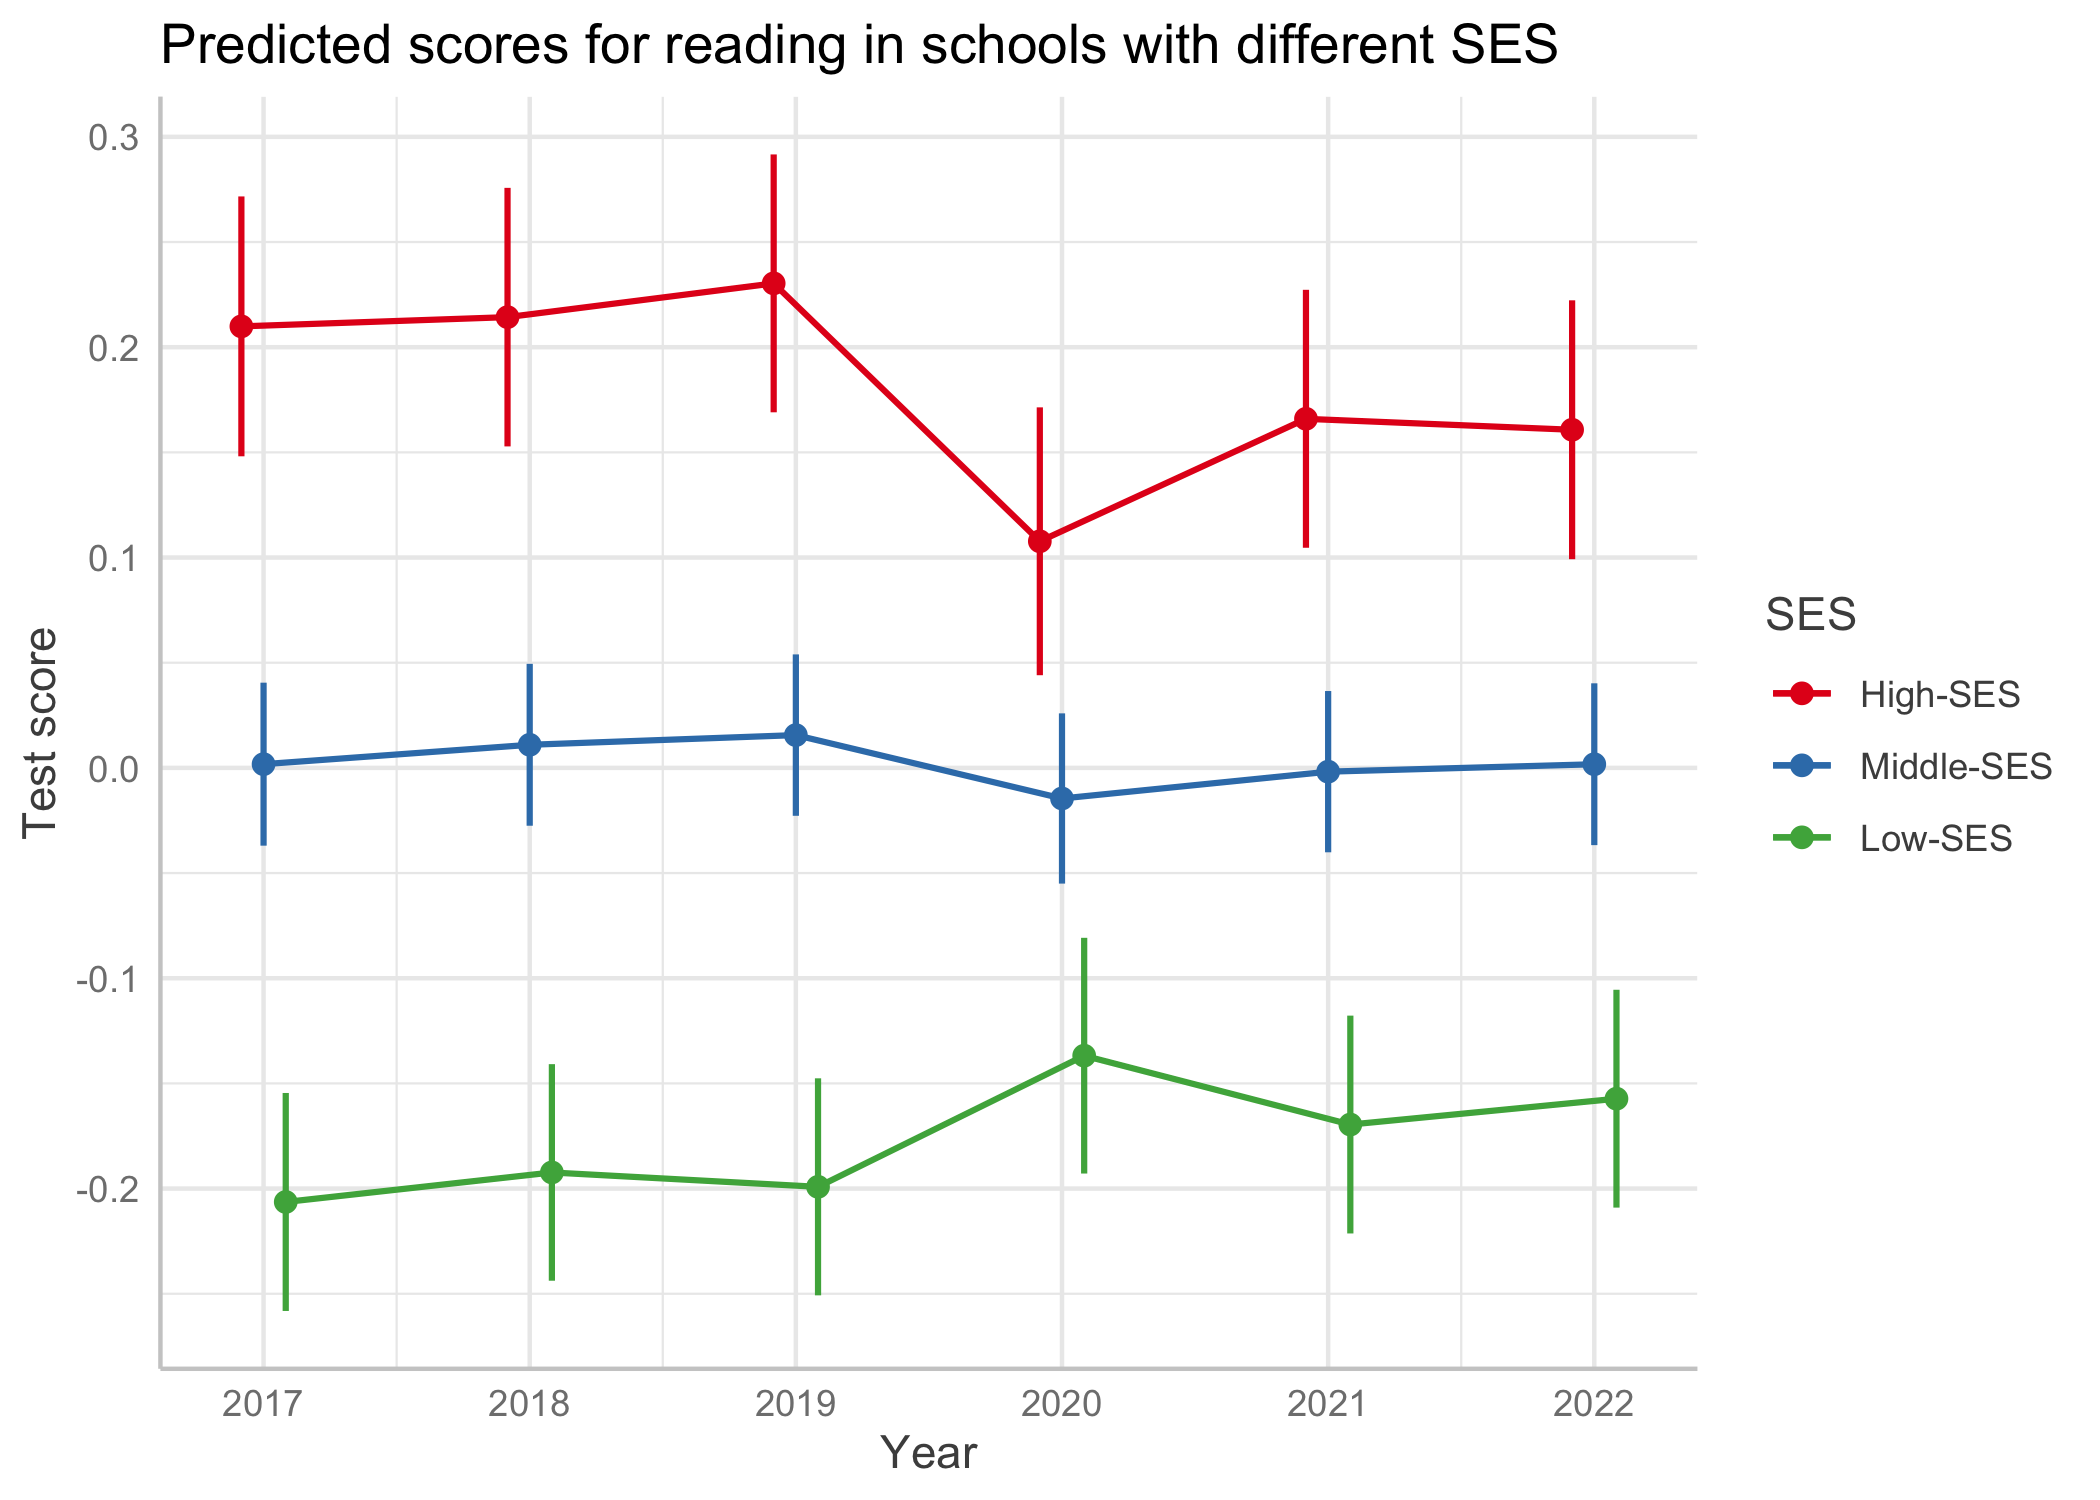 Predicted scores for reading in schools with different SES
0.3
0.2
0.1
0.0
-0.1
-0.2
Test score
2017 2018 2019 2020 2021 2022
Year
SES
High-SES
Middle-SES
Low-SES